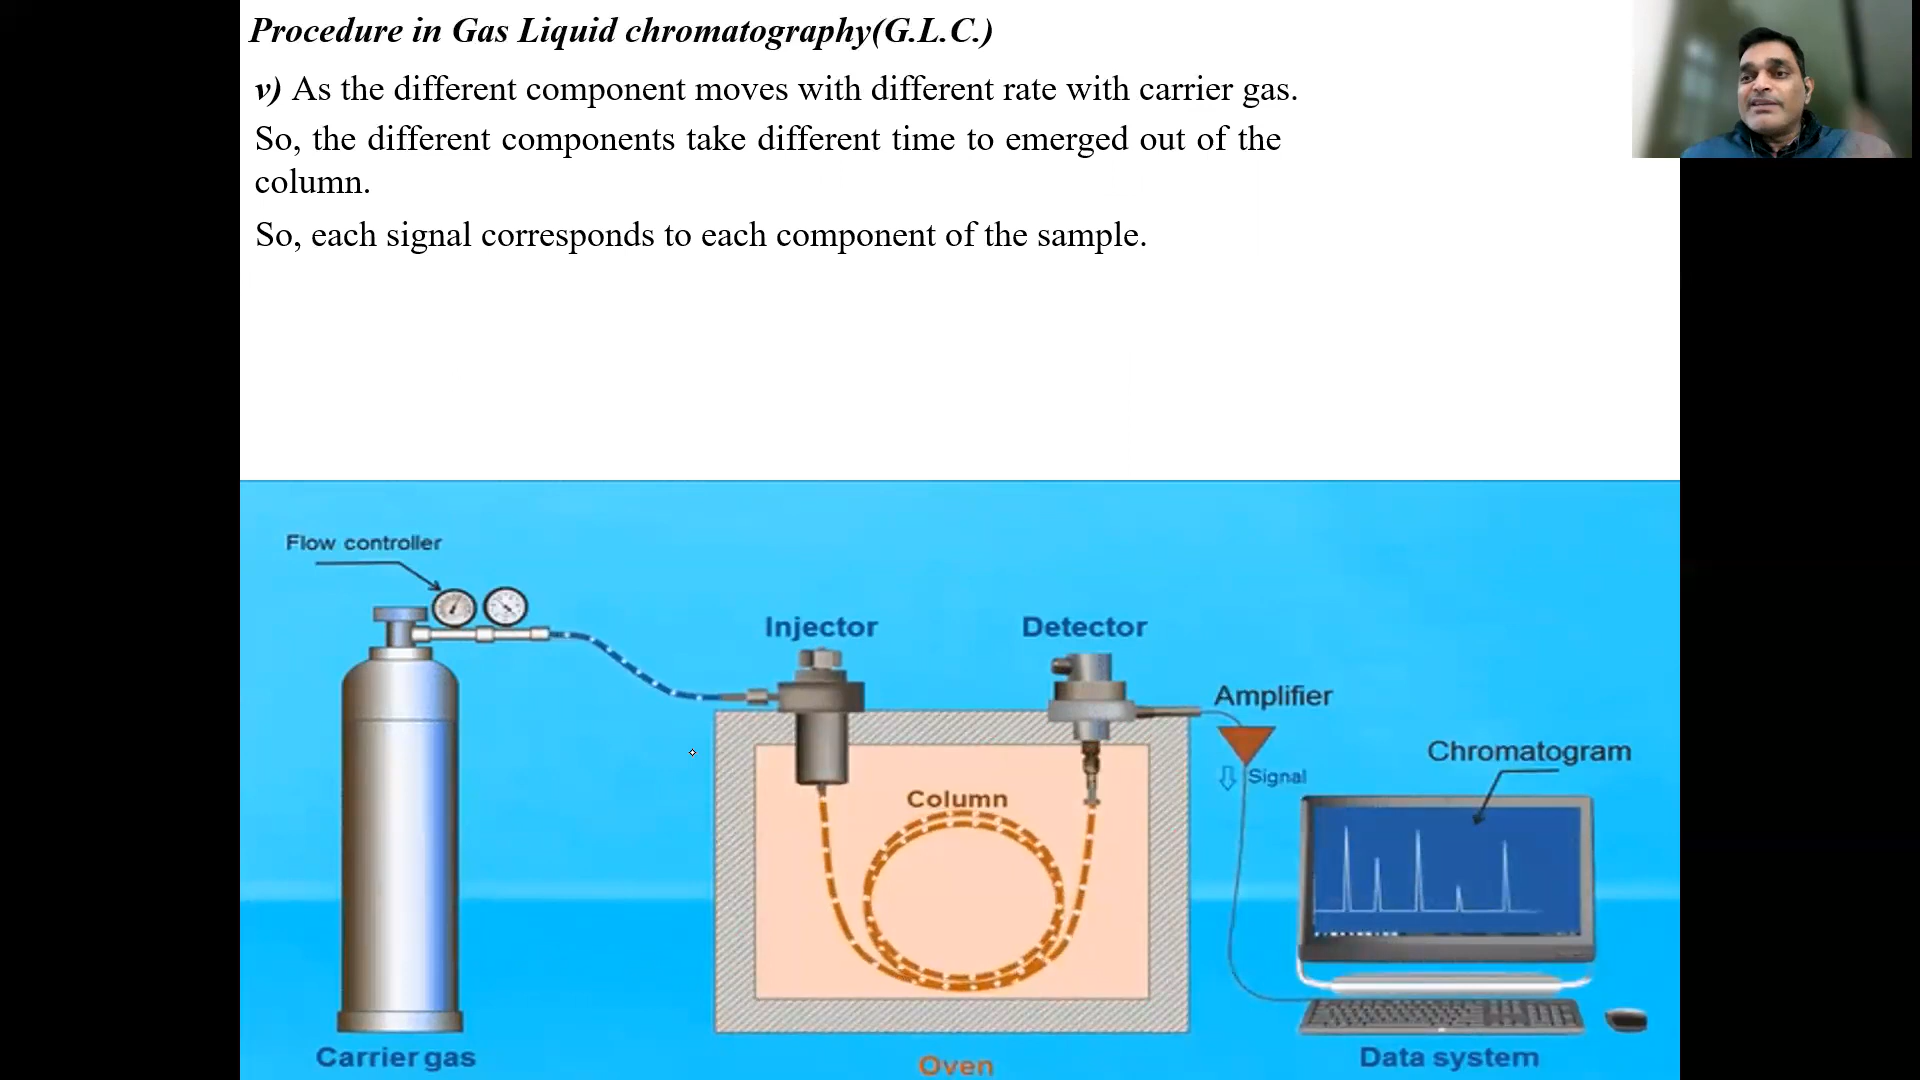 Procedure in Gas Liquid chromatography(G.L.C.)
v) As the different component moves with different rate with carrier gas.
So, the different components take different time to emerged out of the
column.
So, each signal corresponds to each component of the sample.
Flow controller
Injector
Detector
Amplifier
Chromatogram
Signal
Column
Carrier gas
Oven
Data system